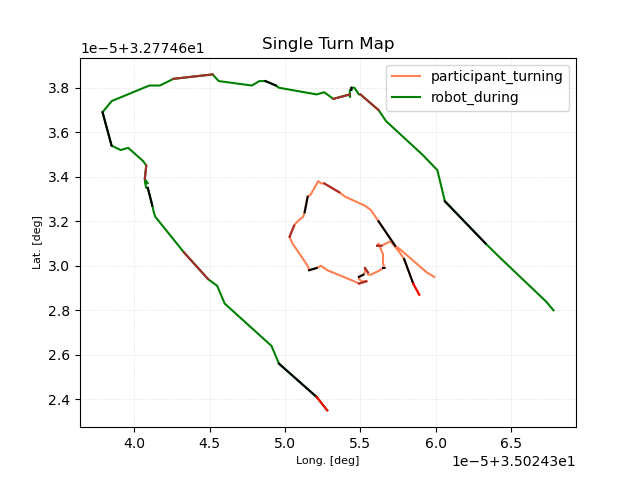 Single Turn Map
1e−5+3.27746e1
participant_turning
robot_during
3.8
3.6
3.4
3.2
3.0
2.8
2.6
2.4
Lat. [deg]
4.0 4.5 5.0 5.5 6.0 6.5
Long. [deg]
1e−5+3.50243e1